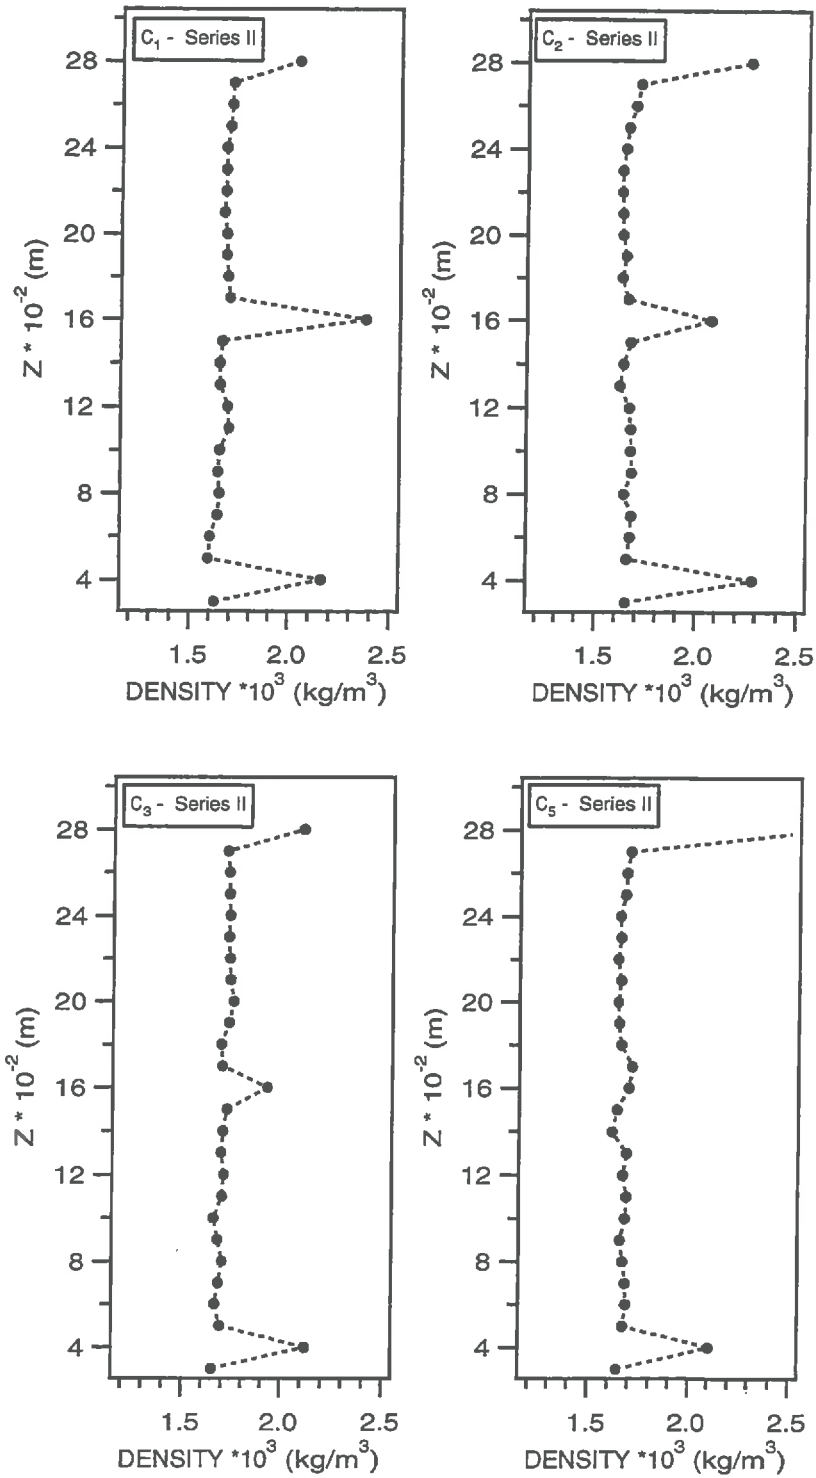 C1 - Series II
28
24
20
16
12
8
4
Z * 10-2 (m)
1.5 2.0 2.5
DENSITY *103 (kg/m3)
C2 - Series II
28
24
20
16
12
8
4
Z * 10-2 (m)
1.5 2.0 2.5
DENSITY *103 (kg/m3)
C3 - Series II
28
24
20
16
12
8
4
Z * 10-2 (m)
1.5 2.0 2.5
DENSITY *103 (kg/m3)
C5 - Series II
28
24
20
16
12
8
4
Z * 10-2 (m)
1.5 2.0 2.5
DENSITY *103 (kg/m3)